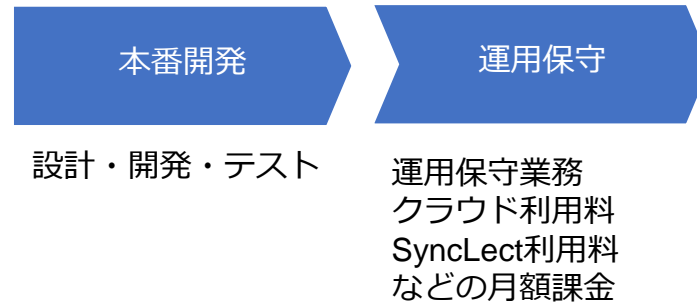 本番開発
運用保守
設計・開発・テスト
運用保守業務
クラウド利用料
SyncLect利用料
などの月額課金